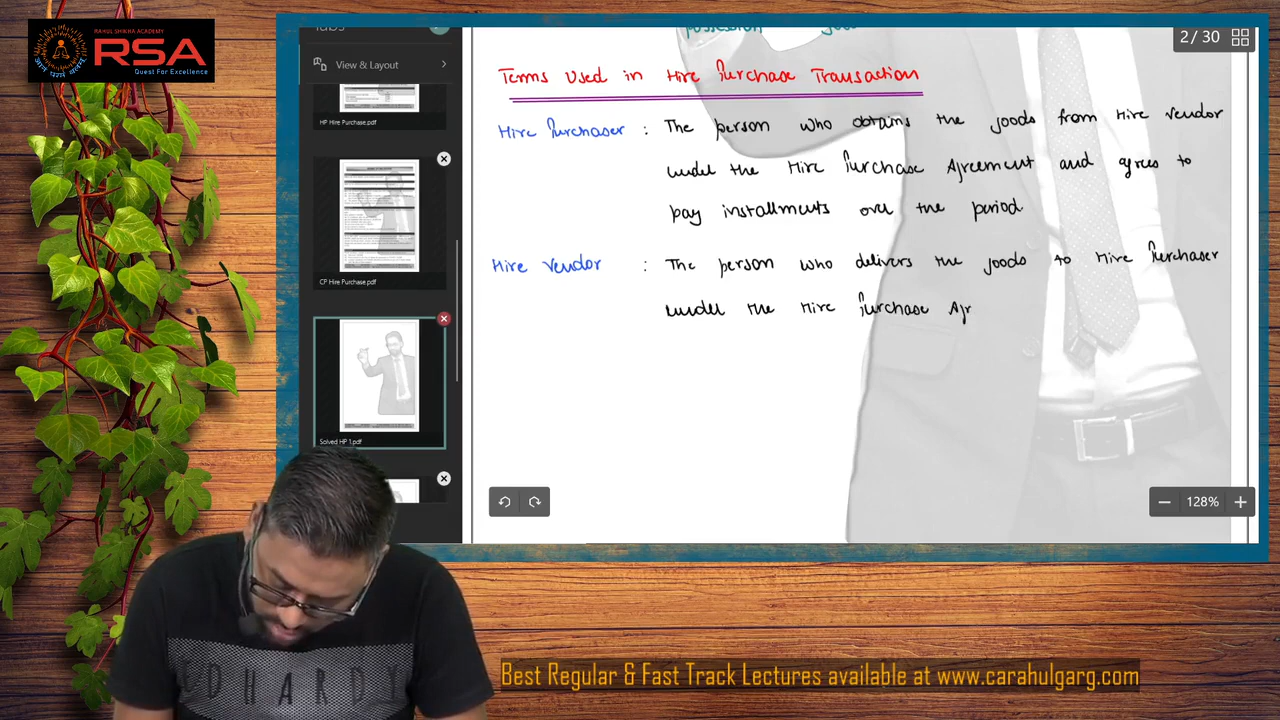 RAHUL SHIKHA ACADEMY
RSA
Quest For Excellence
View & Layout
HP Hire Purchase.pdf
CP Hire Purchase.pdf
Solved HP 1.pdf
2 / 30
possession
Terms Used in Hire Purchase Transaction
Hire Purchaser : The person who obtains the goods from Hire Vendor
under the Hire Purchase Agreement and agres to
pay installments over the period
Hire Vendor : The person who delivers the goods to Hire Purchaser
under the Hire Purchase Agr
128%
EDHARDY
Best Regular & Fast Track Lectures available at www.carahulgarg.com